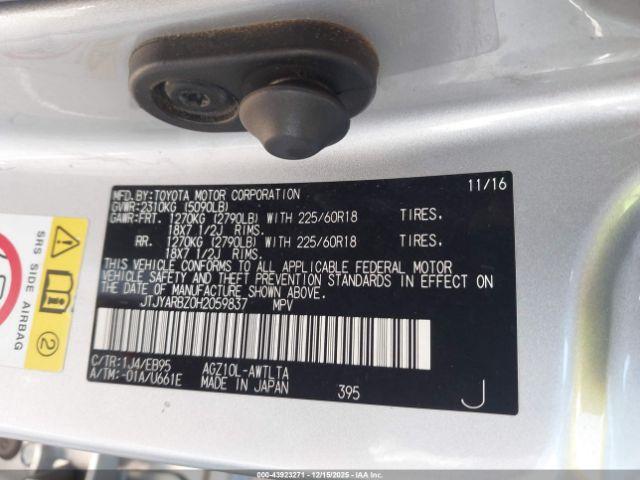 MFD. BY: TOYOTA MOTOR CORPORATION 11/16
GVWR: 2310KG (5090LB)
GAWR: FRT. 1270KG (2790LB) WITH 225/60R18 TIRES.
18X7 1/2J RIMS.
RR. 1270KG (2790LB) WITH 225/60R18 TIRES.
18X7 1/2J RIMS.
THIS VEHICLE CONFORMS TO ALL APPLICABLE FEDERAL MOTOR
VEHICLE SAFETY AND THEFT PREVENTION STANDARDS IN EFFECT ON
THE DATE OF MANUFACTURE SHOWN ABOVE.
JTJYARBZ0H2059837 MPV
C/TR: 1J4/EB95 AGZ10L-AWTLTA
A/TM: -01A/U661E MADE IN JAPAN 395 J
SRS SIDE AIRBAG
2
000-43923271 - 12/15/2025 - IAAI.COM